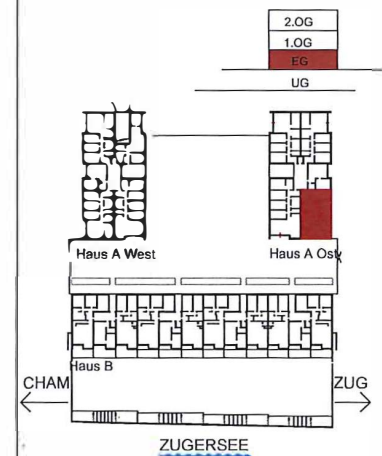 2.OG
1.OG
EG
UG
Haus A West
Haus A Ost
Haus B
CHAM
ZUG
ZUGERSEE